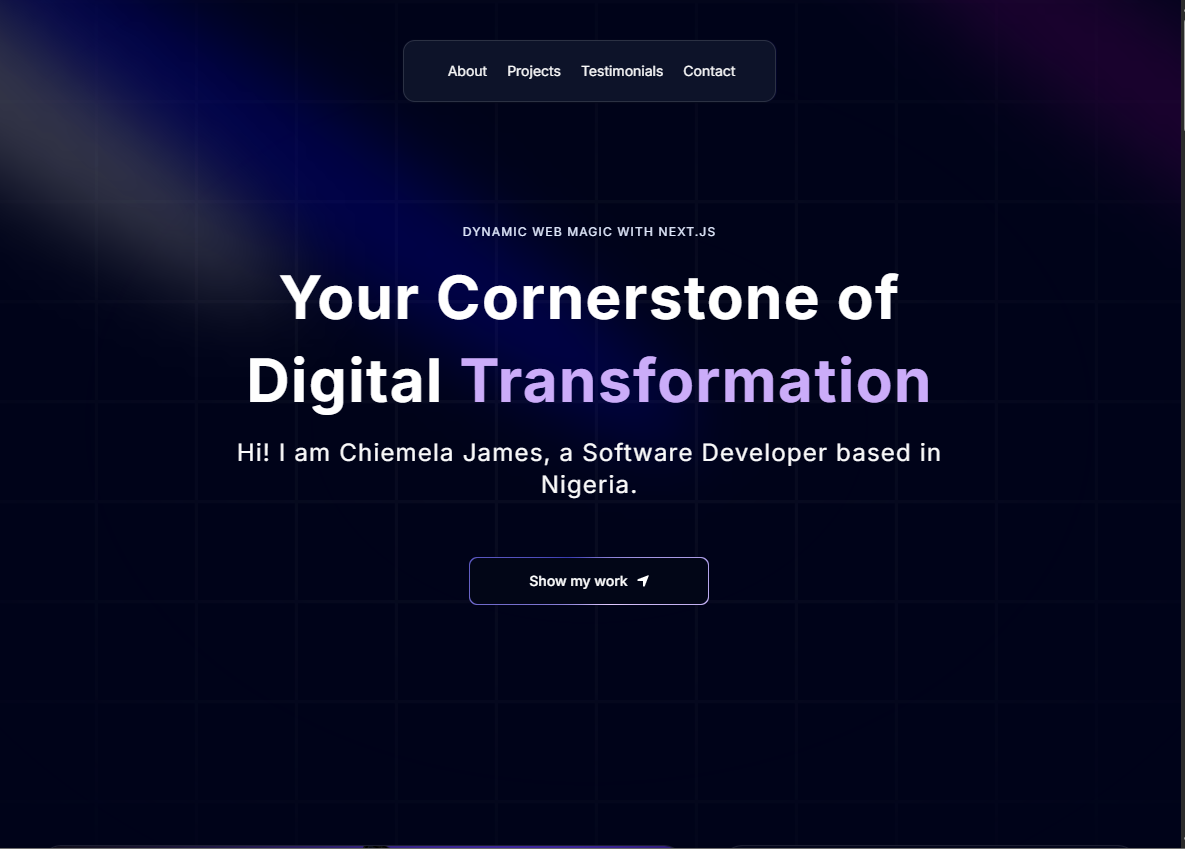 About Projects Testimonials Contact
DYNAMIC WEB MAGIC WITH NEXT.JS
Your Cornerstone of
Digital Transformation
Hi! I am Chiemela James, a Software Developer based in
Nigeria.
Show my work